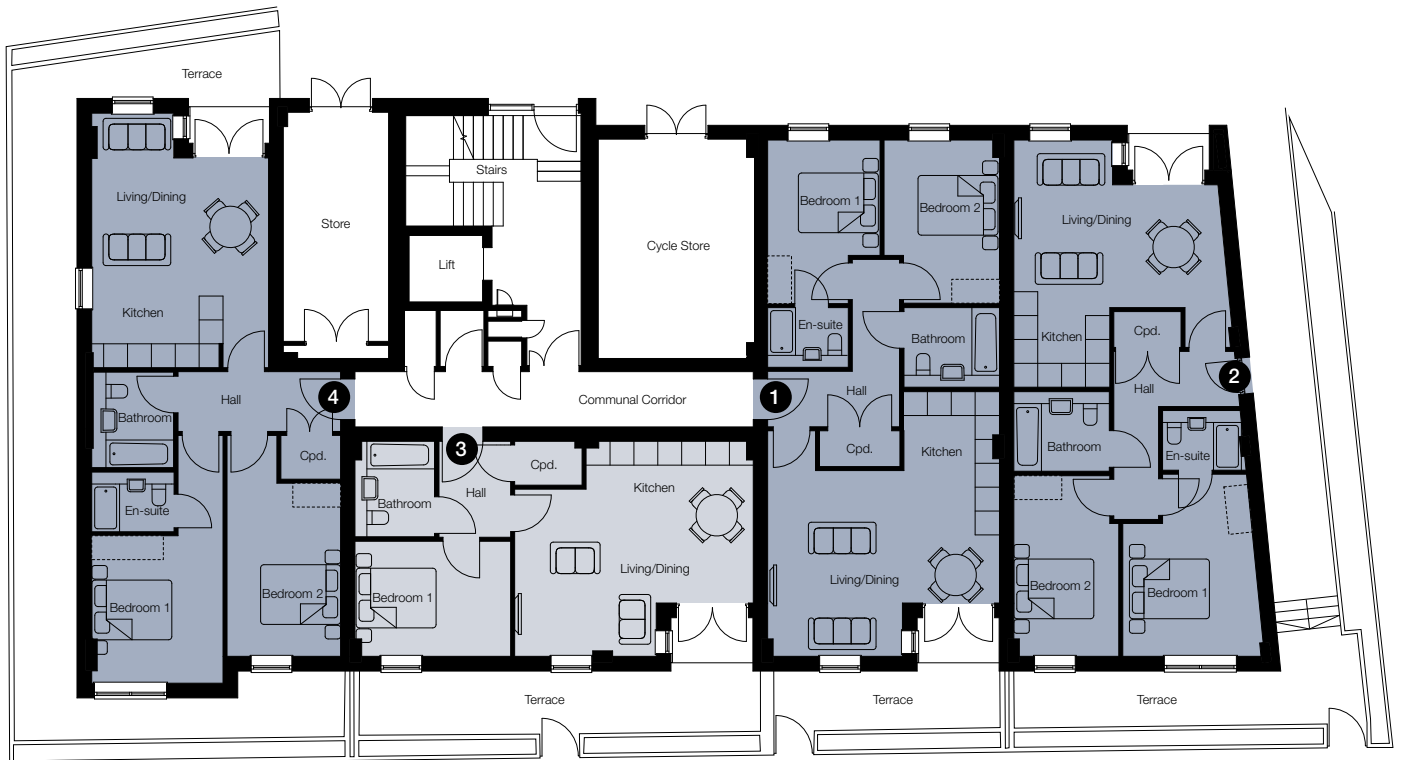 Terrace
Living/Dining
Kitchen
Hall
Bathroom
En-suite
Bedroom 1
Bedroom 2
Cpd.
4
Store
Stairs
Lift
Cycle Store
Communal Corridor
3
Bathroom
Hall
Cpd.
Kitchen
Living/Dining
Bedroom 1
Terrace
Bedroom 1
Bedroom 2
En-suite
Bathroom
1
Hall
Cpd.
Kitchen
Living/Dining
Terrace
Living/Dining
Kitchen
Cpd.
2
Hall
Bathroom
En-suite
Bedroom 2
Bedroom 1
Terrace